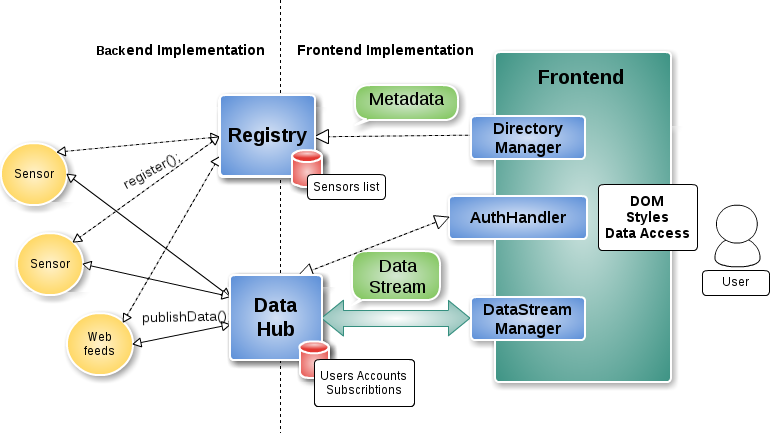 Backend Implementation
Frontend Implementation
Frontend
Metadata
Registry
Directory
Manager
Sensor
register();
Sensors list
AuthHandler
DOM
Styles
Data Access
User
Sensor
Data
Stream
Data
Hub
publishData()
DataStream
Manager
Web
feeds
Users Accounts
Subscribtions